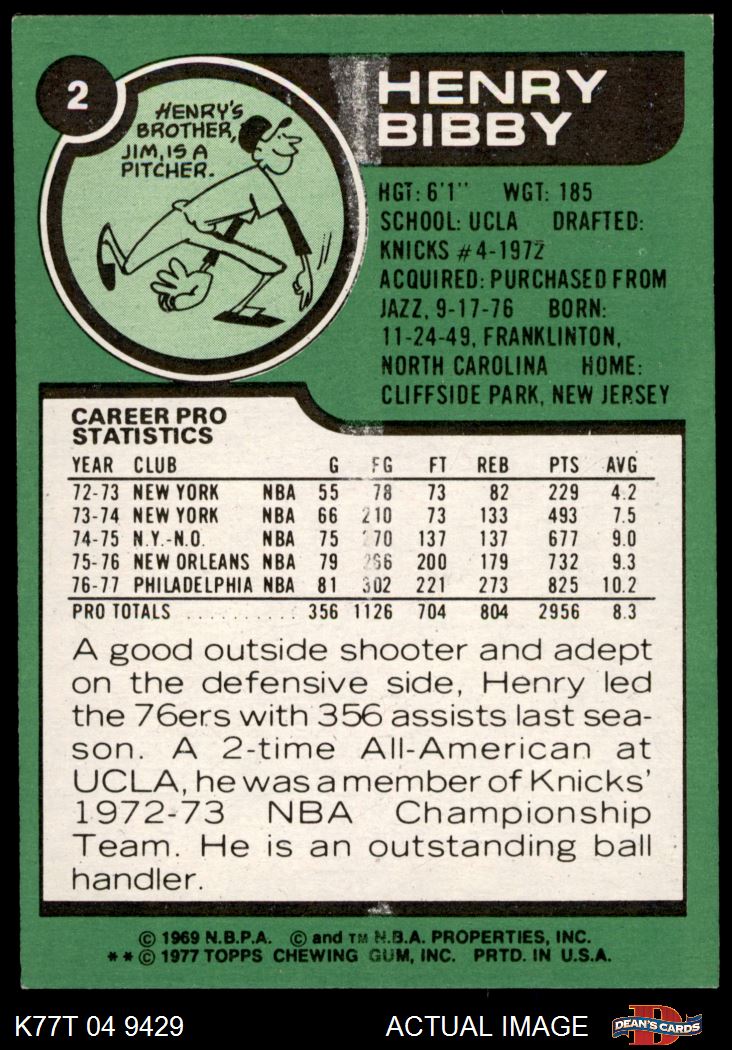 2
HENRY'S
BROTHER,
JIM, IS A
PITCHER.
HENRY
BIBBY
HGT: 6'1" WGT: 185
SCHOOL: UCLA DRAFTED:
KNICKS #4-1972
ACQUIRED: PURCHASED FROM
JAZZ, 9-17-76 BORN:
11-24-49, FRANKLINTON,
NORTH CAROLINA HOME:
CLIFFSIDE PARK, NEW JERSEY
CAREER PRO
STATISTICS
YEAR CLUB G FG FT REB PTS AVG
72-73 NEW YORK NBA 55 78 73 82 229 4.2
73-74 NEW YORK NBA 66 210 73 133 493 7.5
74-75 N.Y.-N.O. NBA 75 137 137 677 9.0
75-76 NEW ORLEANS NBA 79 200 179 732 9.3
76-77 PHILADELPHIA NBA 81 302 221 273 825 10.2
PRO TOTALS .......... 356 1126 704 804 2956 8.3
A good outside shooter and adept
on the defensive side, Henry led
the 76ers with 356 assists last sea-
son. A 2-time All-American at
UCLA, he was a member of Knicks'
1972-73 NBA Championship
Team. He is an outstanding ball
handler.
© 1969 N.B.P.A. © and TM N.B.A. PROPERTIES, INC.
** © 1977 TOPPS CHEWING GUM, INC. PRTD. IN U.S.A.
K77T 04 9429 ACTUAL IMAGE D DEAN'S CARDS